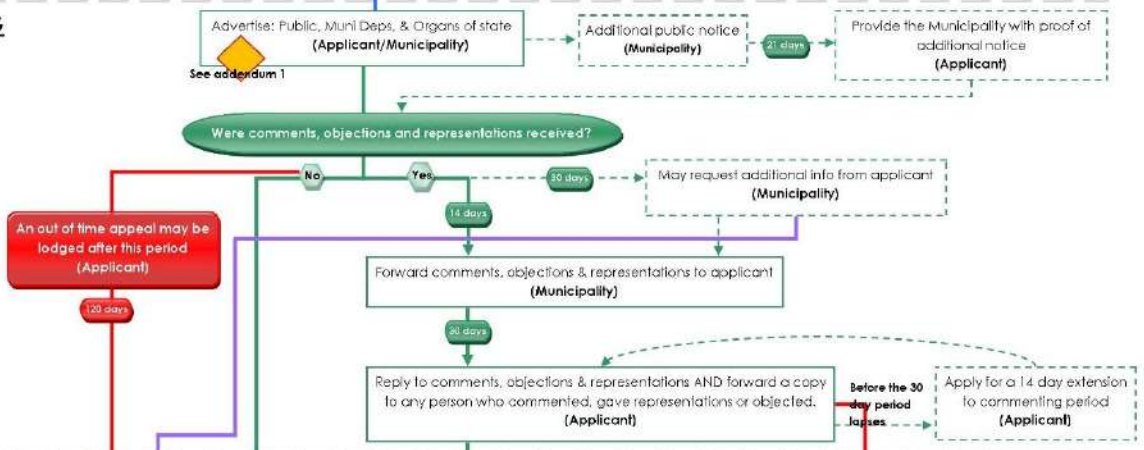 Advertise: Public, Muni Deps, & Organs of state
(Applicant/Municipality)
See addendum 1
Additional public notice
(Municipality)
21 days
Provide the Municipality with proof of
additional notice
(Applicant)
Were comments, objections and representations received?
No
Yes
30 days
May request additional info from applicant
(Municipality)
14 days
An out of time appeal may be
lodged after this period
(Applicant)
120 days
Forward comments, objections & representations to applicant
(Municipality)
30 days
Reply to comments, objections & representations AND forward a copy
to any person who commented, gave representations or objected.
(Applicant)
Before the 30
day period
lapses
Apply for a 14 day extension
to commenting period
(Applicant)